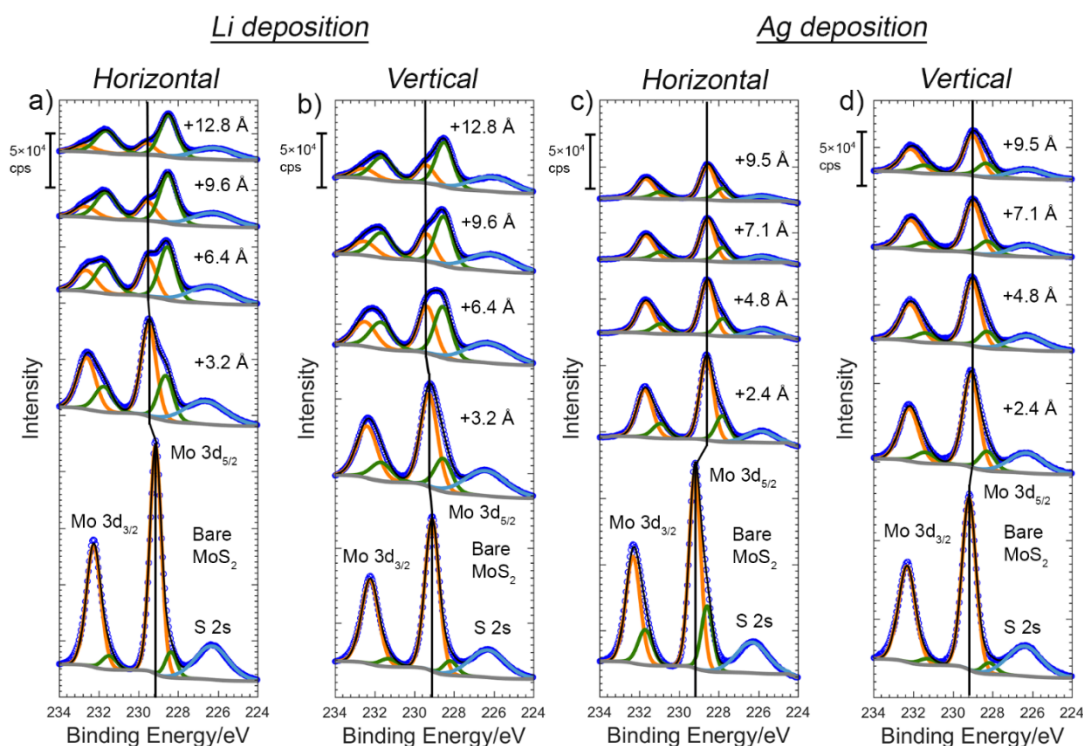 Li deposition
Ag deposition
Horizontal
Vertical
Horizontal
Vertical
a)
5×10⁴
cps
+12.8 Å
+9.6 Å
+6.4 Å
+3.2 Å
Mo 3d5/2
Mo 3d3/2
Bare
MoS2
S 2s
Intensity
234 232 230 228 226 224
Binding Energy/eV
b)
5×10⁴
cps
+12.8 Å
+9.6 Å
+6.4 Å
+3.2 Å
Mo 3d5/2
Mo 3d3/2
Bare
MoS2
S 2s
Intensity
234 232 230 228 226 224
Binding Energy/eV
c)
5×10⁴
cps
+9.5 Å
+7.1 Å
+4.8 Å
+2.4 Å
Mo 3d5/2
Mo 3d3/2
Bare
MoS2
S 2s
Intensity
234 232 230 228 226 224
Binding Energy/eV
d)
5×10⁴
cps
+9.5 Å
+7.1 Å
+4.8 Å
+2.4 Å
Mo 3d5/2
Mo 3d3/2
Bare
MoS2
S 2s
Intensity
234 232 230 228 226 224
Binding Energy/eV